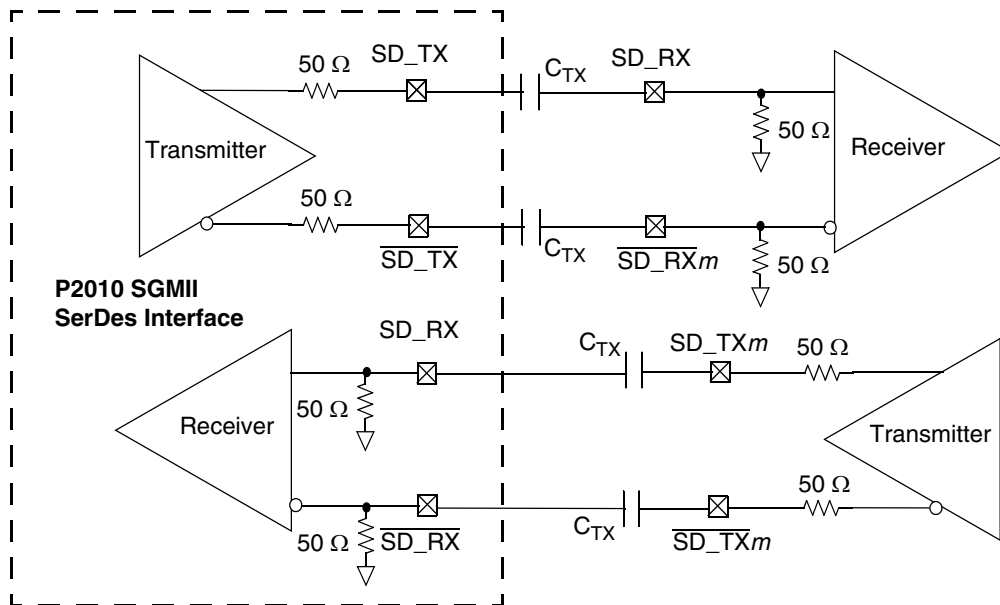 SD_TX
50 Ω
C_TX
SD_RX
50 Ω
Transmitter
Receiver
50 Ω
SD_TX
C_TX
SD_RXm
50 Ω
P2010 SGMII
SerDes Interface
SD_RX
C_TX
SD_TXm
50 Ω
50 Ω
Receiver
Transmitter
50 Ω
50 Ω
SD_RX
C_TX
SD_TXm